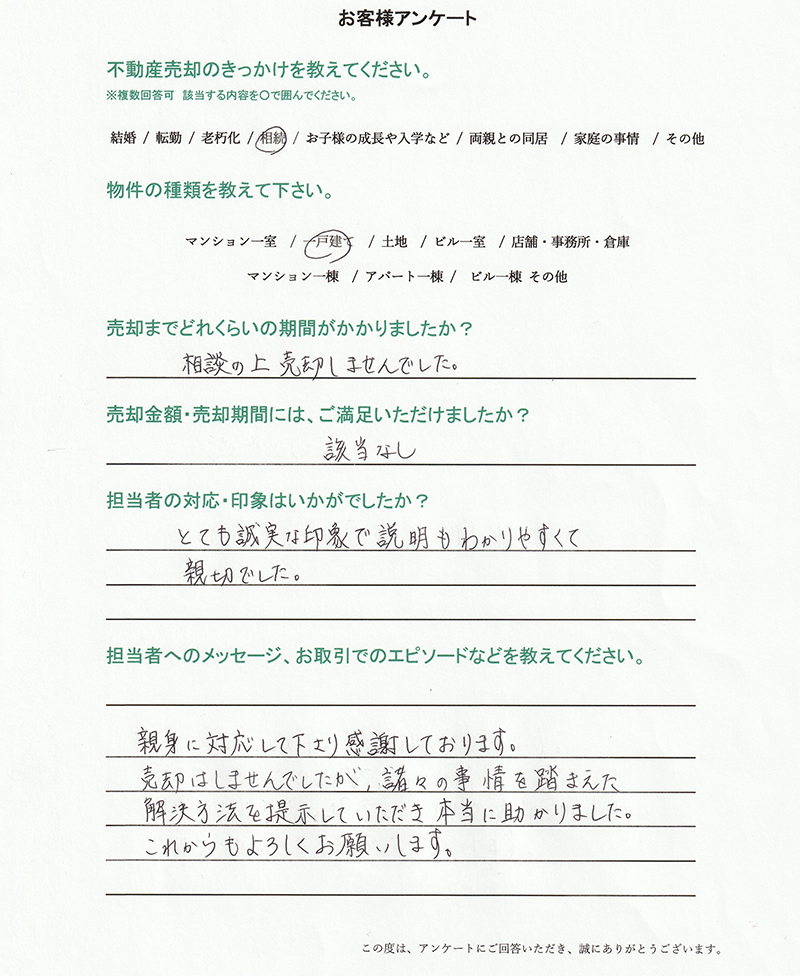 お客様アンケート
不動産売却のきっかけを教えてください。
※複数回答可 該当する内容を〇で囲んでください。
結婚 / 転勤 / 老朽化 / 相続 / お子様の成長や入学など / 両親との同居 / 家庭の事情 / その他
物件の種類を教えて下さい。
マンション一室 / 一戸建て / 土地 / ビル一室 / 店舗・事務所・倉庫
マンション一棟 / アパート一棟 / ビル一棟 その他
売却までどれくらいの期間がかかりましたか？
相談の上 売却しませんでした。
売却金額・売却期間には、ご満足いただけましたか？
該当なし
担当者の対応・印象はいかがでしたか？
とても誠実な印象で説明もわかりやすくて
親切でした。
担当者へのメッセージ、お取引でのエピソードなどを教えてください。
親身に対応して下さり感謝しております。
売却はしませんでしたが、諸々の事情を踏まえた
解決方法を提示していただき本当に助かりました。
これからもよろしくお願いします。
この度は、アンケートにご回答いただき、誠にありがとうございます。